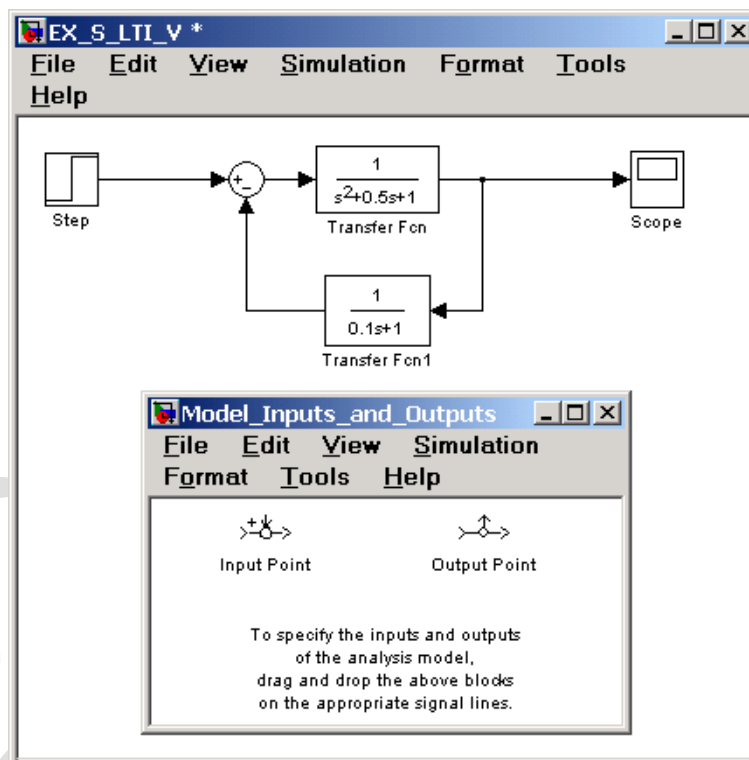 EX_S_LTI_V *
File Edit View Simulation Format Tools
Help
Step
+
-
1
s²+0.5s+1
Transfer Fcn
Scope
1
0.1s+1
Transfer Fcn1
Model_Inputs_and_Outputs
File Edit View Simulation
Format Tools Help
+
Input Point Output Point
To specify the inputs and outputs
of the analysis model,
drag and drop the above blocks
on the appropriate signal lines.